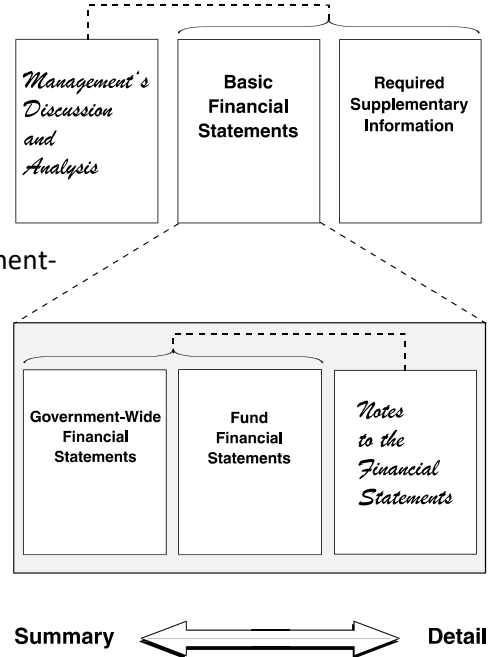 Management's
Discussion
and
Analysis
Basic
Financial
Statements
Required
Supplementary
Information
ment-
Government-Wide
Financial
Statements
Fund
Financial
Statements
Notes
to the
Financial
Statements
Summary
Detail